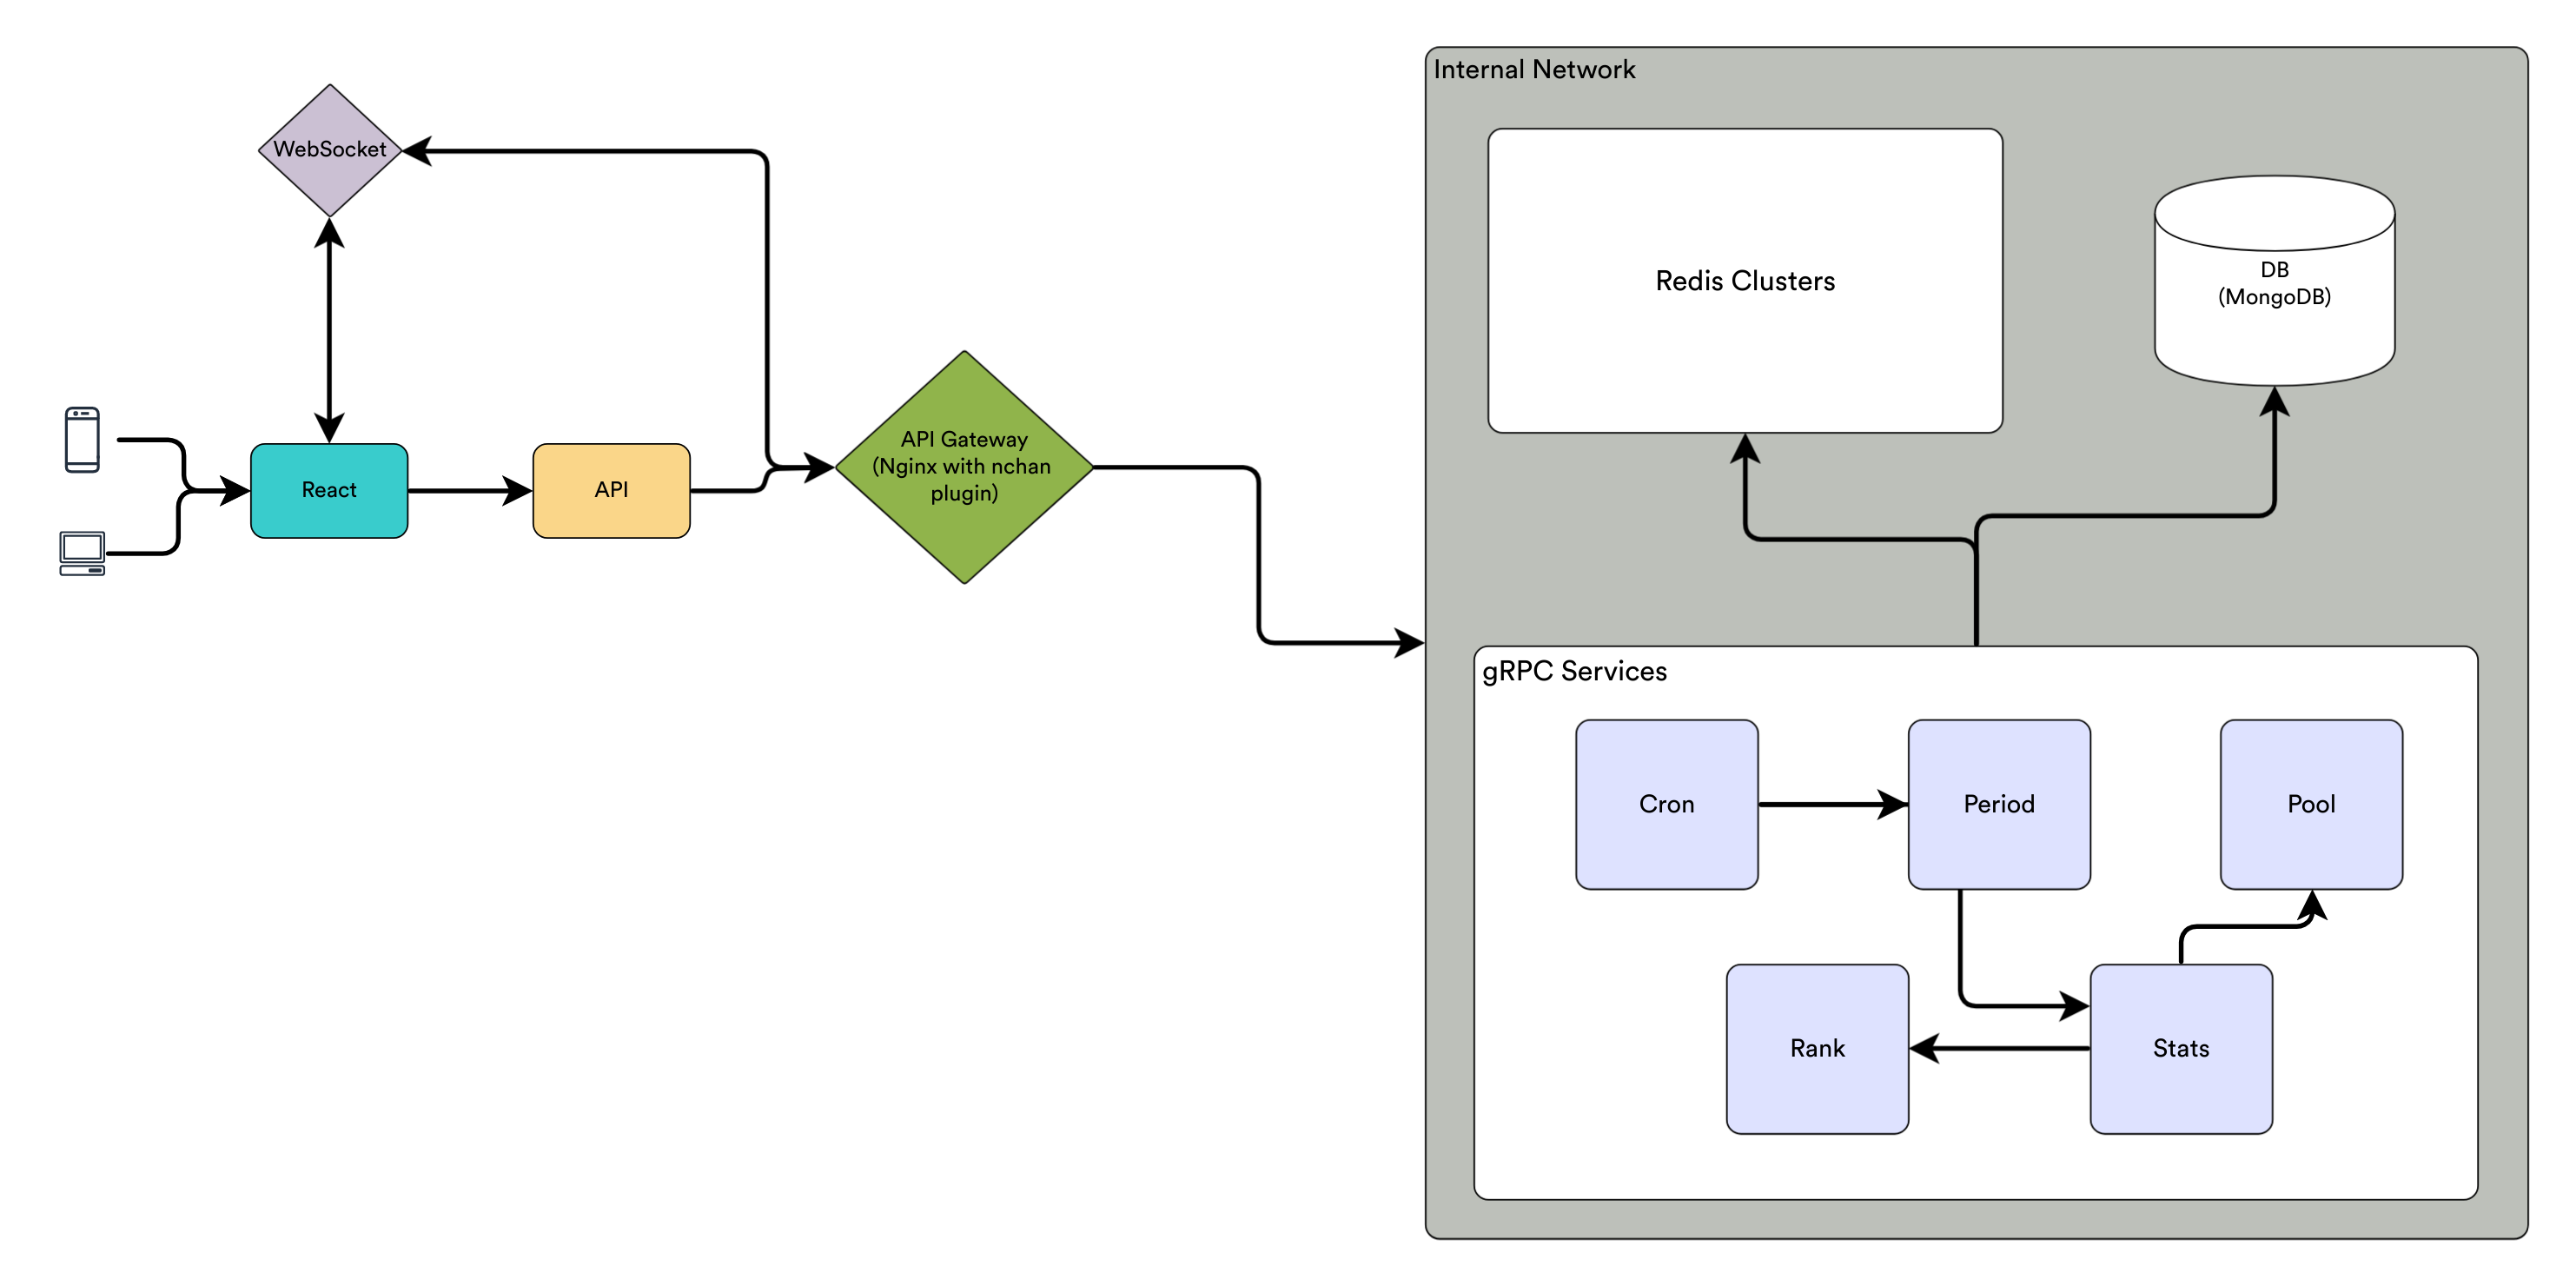 Internal Network
WebSocket
Redis Clusters
DB
(MongoDB)
API Gateway
(Nginx with nchan
plugin)
React
API
gRPC Services
Cron
Period
Pool
Rank
Stats